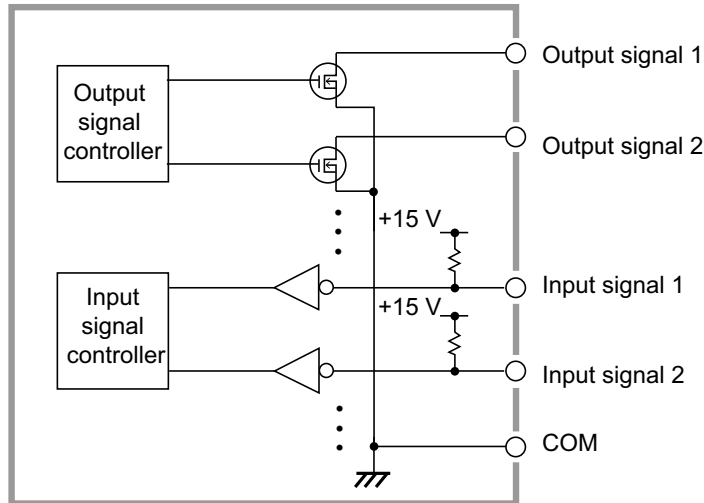 Output
signal
controller
Output signal 1
Output signal 2
+15 V
Input
signal
controller
Input signal 1
+15 V
Input signal 2
COM